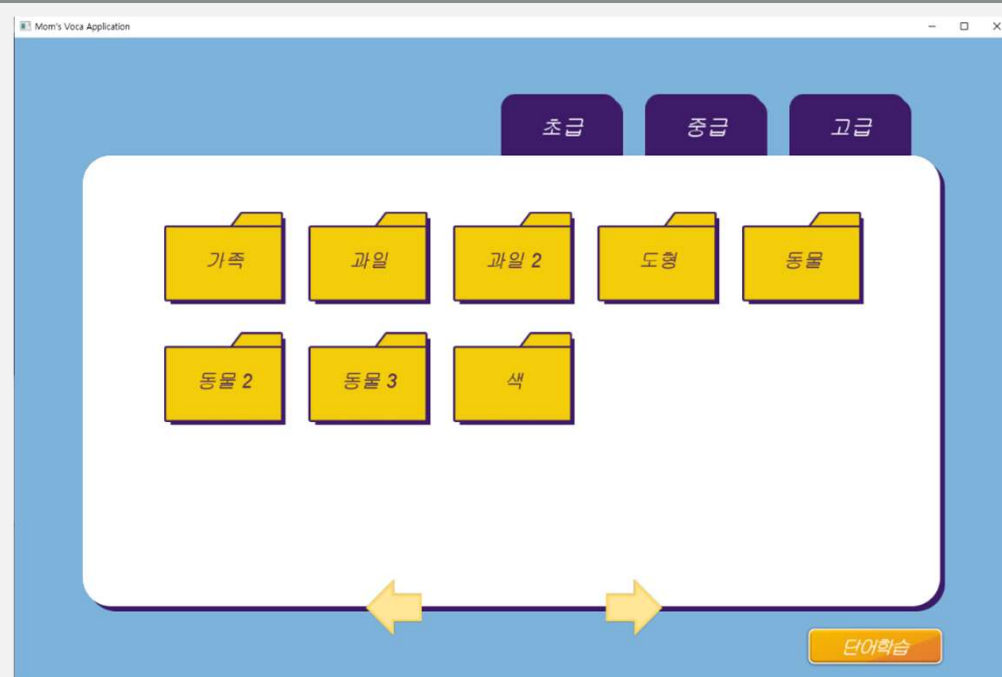 Mom's Voca Application
초급 중급 고급
가족 과일 과일 2 도형 동물
동물 2 동물 3 색
단어학습